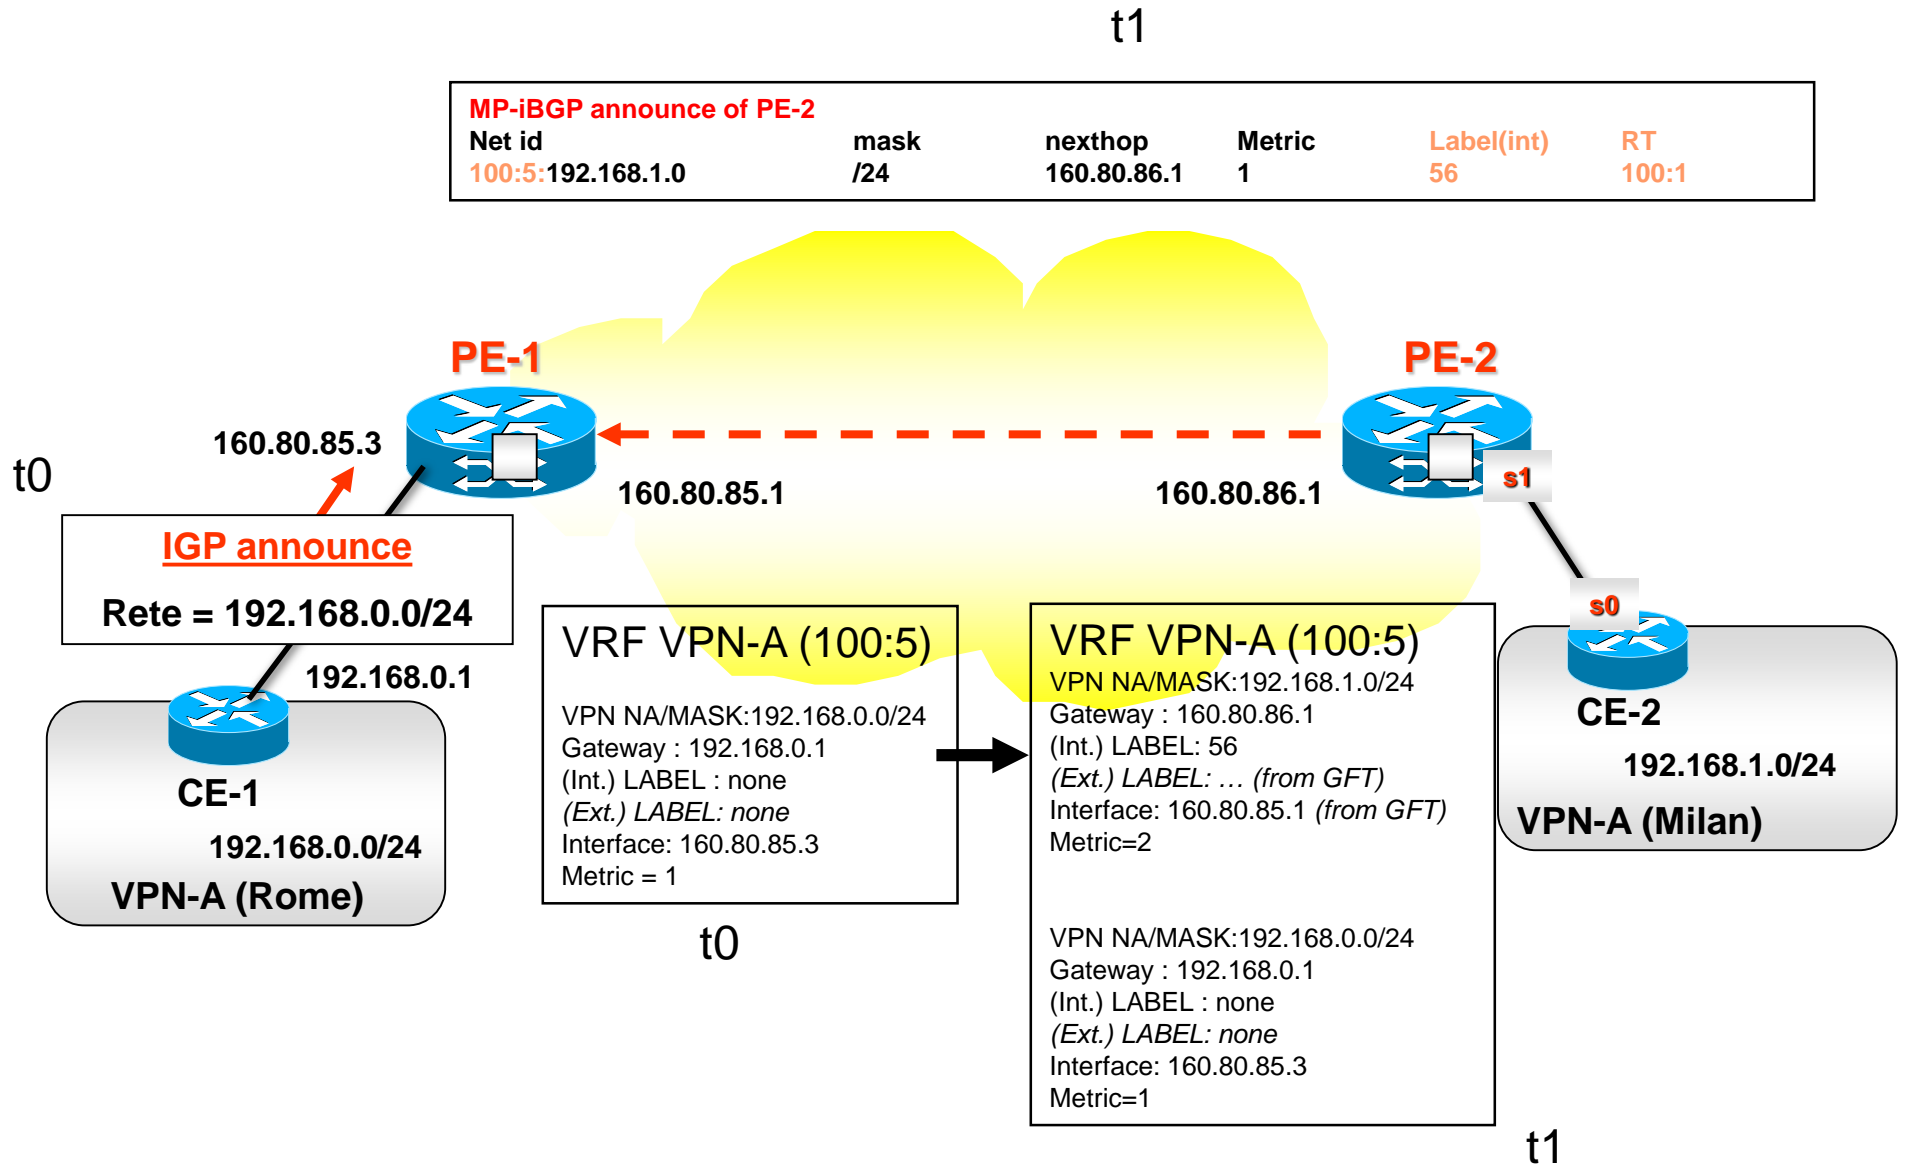 t1
MP-iBGP announce of PE-2
Net id mask nexthop Metric Label(int) RT
100:5:192.168.1.0 /24 160.80.86.1 1 56 100:1
PE-1
PE-2
160.80.85.3
t0
160.80.85.1
160.80.86.1
s1
IGP announce
Rete = 192.168.0.0/24
s0
192.168.0.1
CE-1
192.168.0.0/24
VPN-A (Rome)
VRF VPN-A (100:5)
VPN NA/MASK:192.168.0.0/24
Gateway : 192.168.0.1
(Int.) LABEL : none
(Ext.) LABEL: none
Interface: 160.80.85.3
Metric = 1
t0
VRF VPN-A (100:5)
VPN NA/MASK:192.168.1.0/24
Gateway : 160.80.86.1
(Int.) LABEL: 56
(Ext.) LABEL: … (from GFT)
Interface: 160.80.85.1 (from GFT)
Metric=2
VPN NA/MASK:192.168.0.0/24
Gateway : 192.168.0.1
(Int.) LABEL : none
(Ext.) LABEL: none
Interface: 160.80.85.3
Metric=1
t1
CE-2
192.168.1.0/24
VPN-A (Milan)